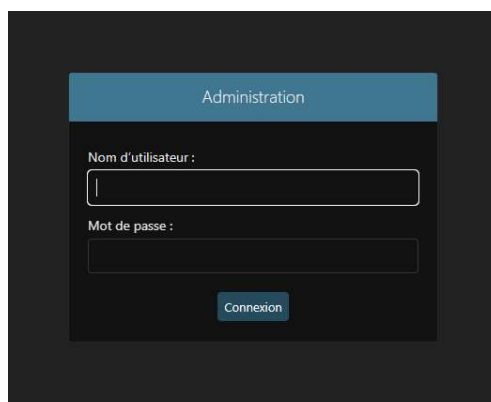 Administration
Nom d’utilisateur :
Mot de passe :
Connexion